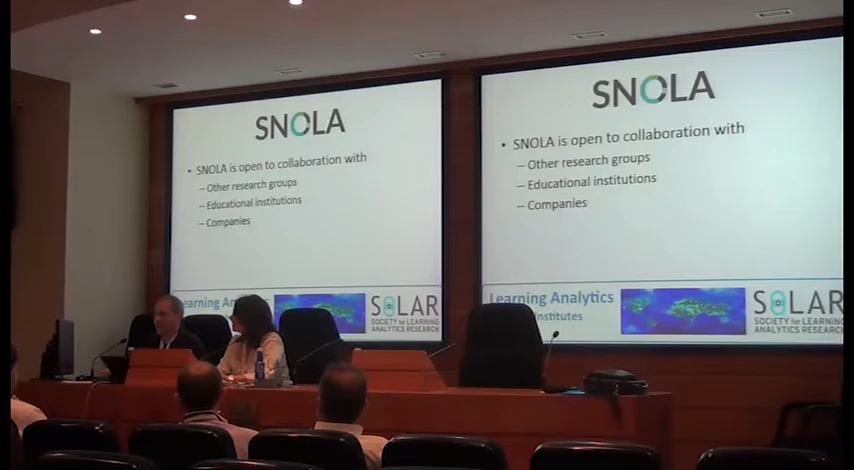 SNOLA
• SNOLA is open to collaboration with
– Other research groups
– Educational institutions
– Companies
SOLAR
SOCIETY for LEARNING
ANALYTICS RESEARCH
SNOLA
• SNOLA is open to collaboration with
– Other research groups
– Educational institutions
– Companies
Learning Analytics
Institutes
SOLAR
SOCIETY for LEARNING
ANALYTICS RESEARCH